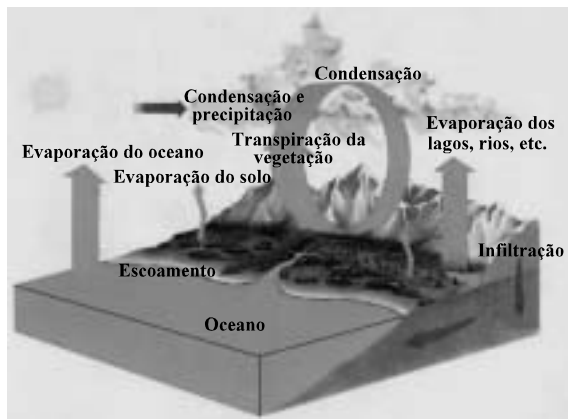 Condensação
Condensação e
precipitação
Evaporação dos
lagos, rios, etc.
Transpiração da
vegetação
Evaporação do oceano
Evaporação do solo
Infiltração
Escoamento
Oceano